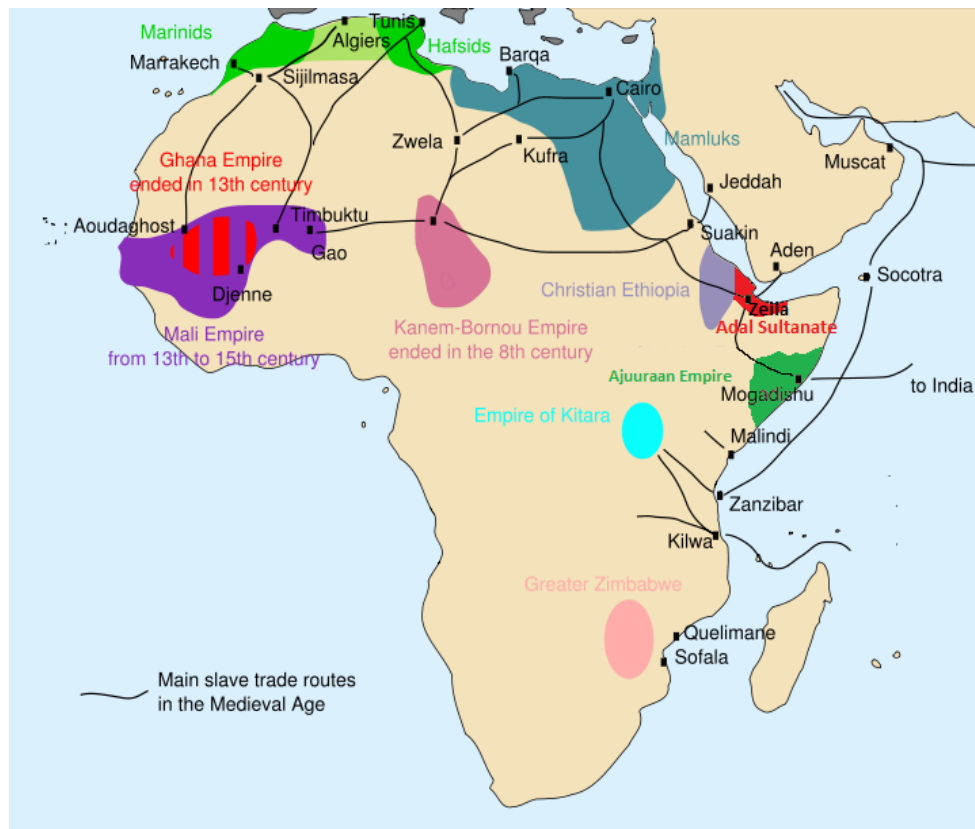 Marinids
Tunis
Algiers
Hafsids
Marrakech
Sijilmasa
Barqa
Cairo
Zwela
Kufra
Mamluks
Muscat
Ghana Empire
ended in 13th century
Jeddah
Aoudaghost
Timbuktu
Gao
Suakin
Aden
Djenne
Socotra
Christian Ethiopia
Zeila
Adal Sultanate
Mali Empire
from 13th to 15th century
Kanem-Bornou Empire
ended in the 8th century
Ajuuraan Empire
Mogadishu
to India
Empire of Kitara
Malindi
Zanzibar
Kilwa
Greater Zimbabwe
Quelimane
Sofala
Main slave trade routes
in the Medieval Age